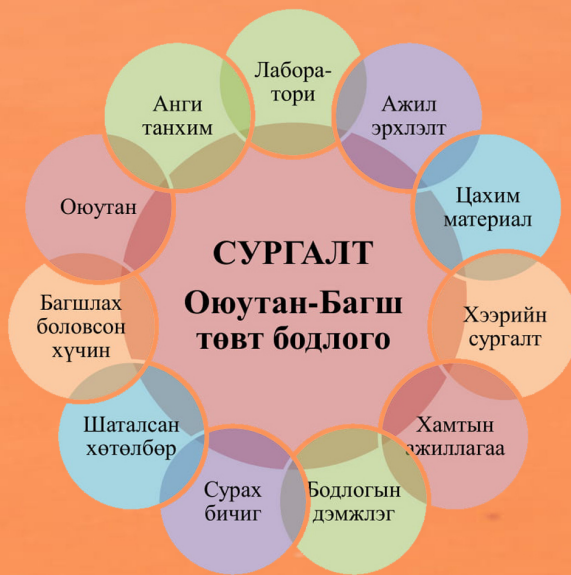 СУРГАЛТ
Оюутан-Багш
төвт бодлого
Лабора-
тори
Ажил
эрхлэлт
Цахим
материал
Хээрийн
сургалт
Хамтын
ажиллагаа
Бодлогын
дэмжлэг
Сурах
бичиг
Шаталсан
хөтөлбөр
Багшлах
боловсон
хүчин
Оюутан
Анги
танхим